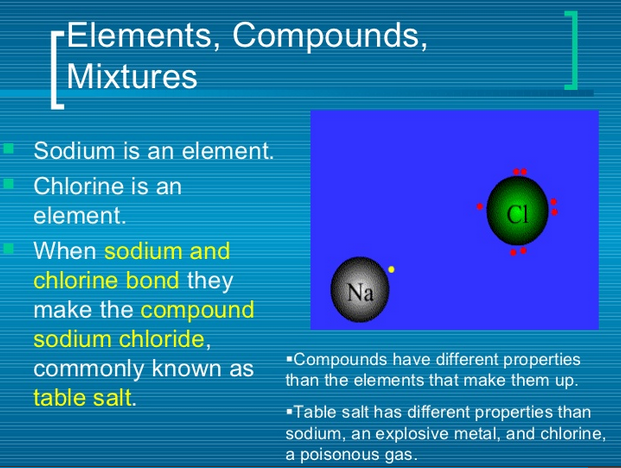 Elements, Compounds,
Mixtures
Sodium is an element.
Chlorine is an
element.
When sodium and
chlorine bond they
make the compound
sodium chloride,
commonly known as
table salt.
Cl
Na
▪Compounds have different properties
than the elements that make them up.
▪Table salt has different properties than
sodium, an explosive metal, and chlorine,
a poisonous gas.